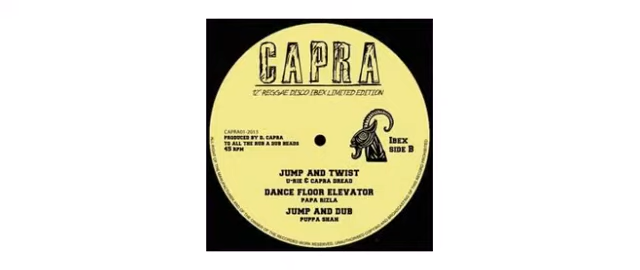 CAPRA
12" REGGAE DISCO IBEX LIMITED EDITION
CAPRA01-2013
PRODUCED BY D. CAPRA
TO ALL THE RUB A DUB HEADS
45 RPM
IBEX
SIDE B
JUMP AND TWIST
U-RIE & CAPRA DREAD
DANCE FLOOR ELEVATOR
PAPA RIZLA
JUMP AND DUB
PUPPA SHAN